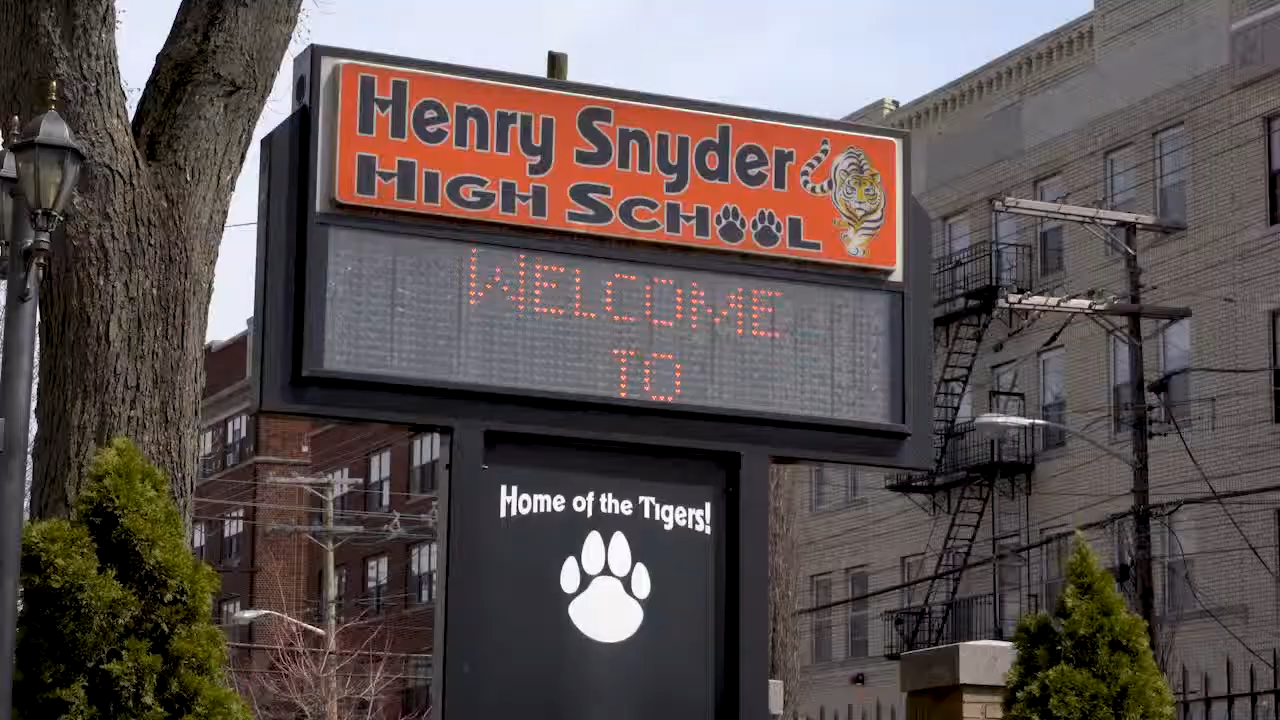 Henry Snyder
HIGH SCHOOL
WELCOME
TO
Home of the Tigers!